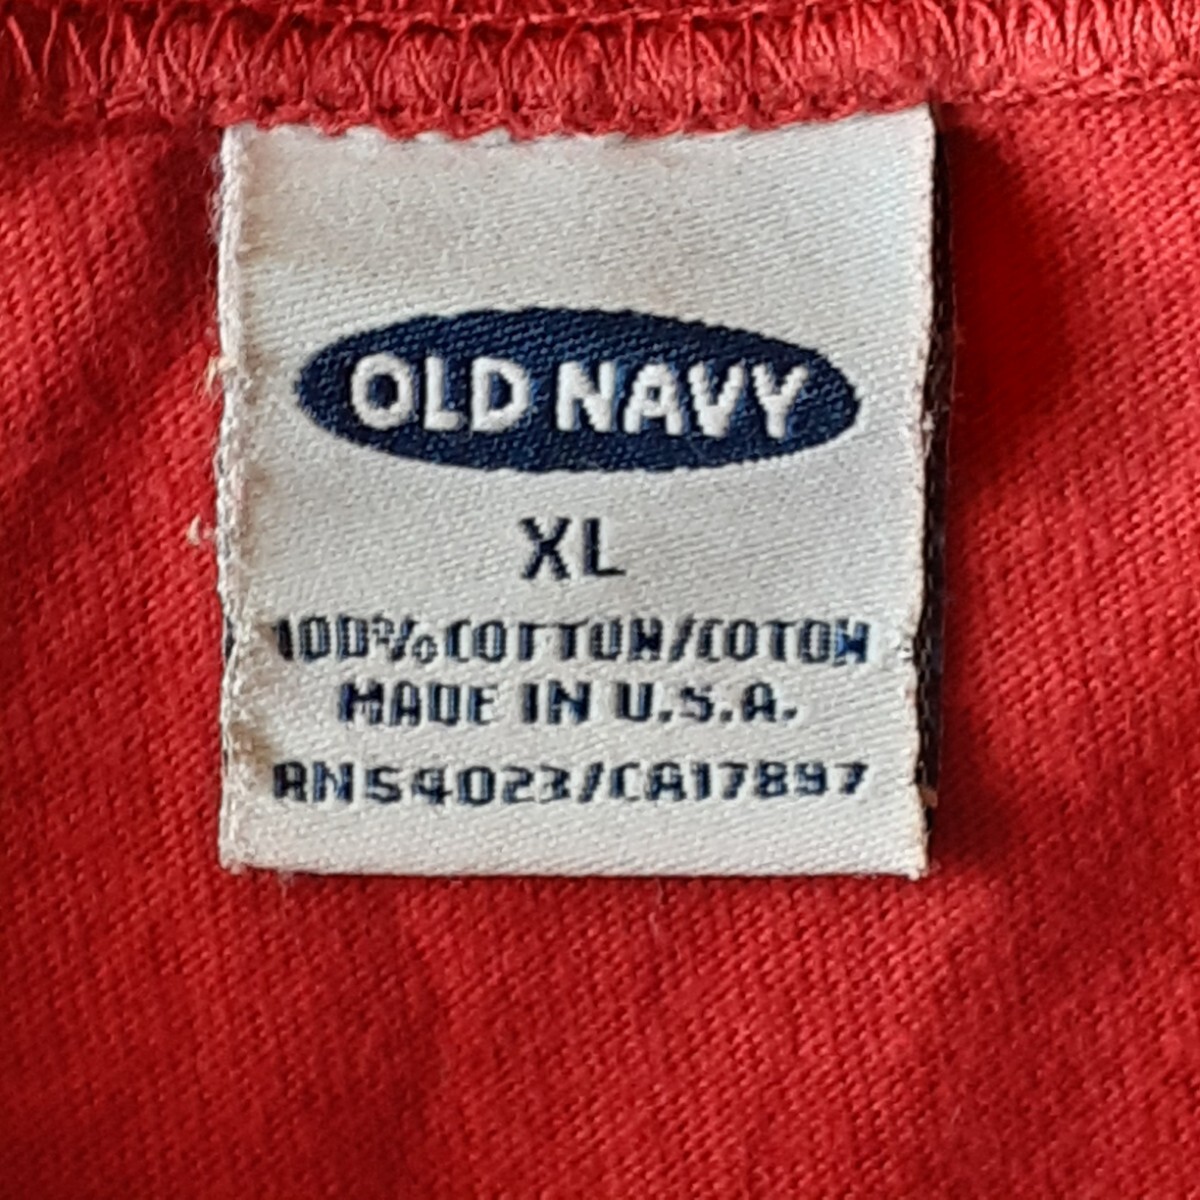 OLD NAVY
XL
100% COTTON/COTON
MADE IN U.S.A.
RN54023/CA17897